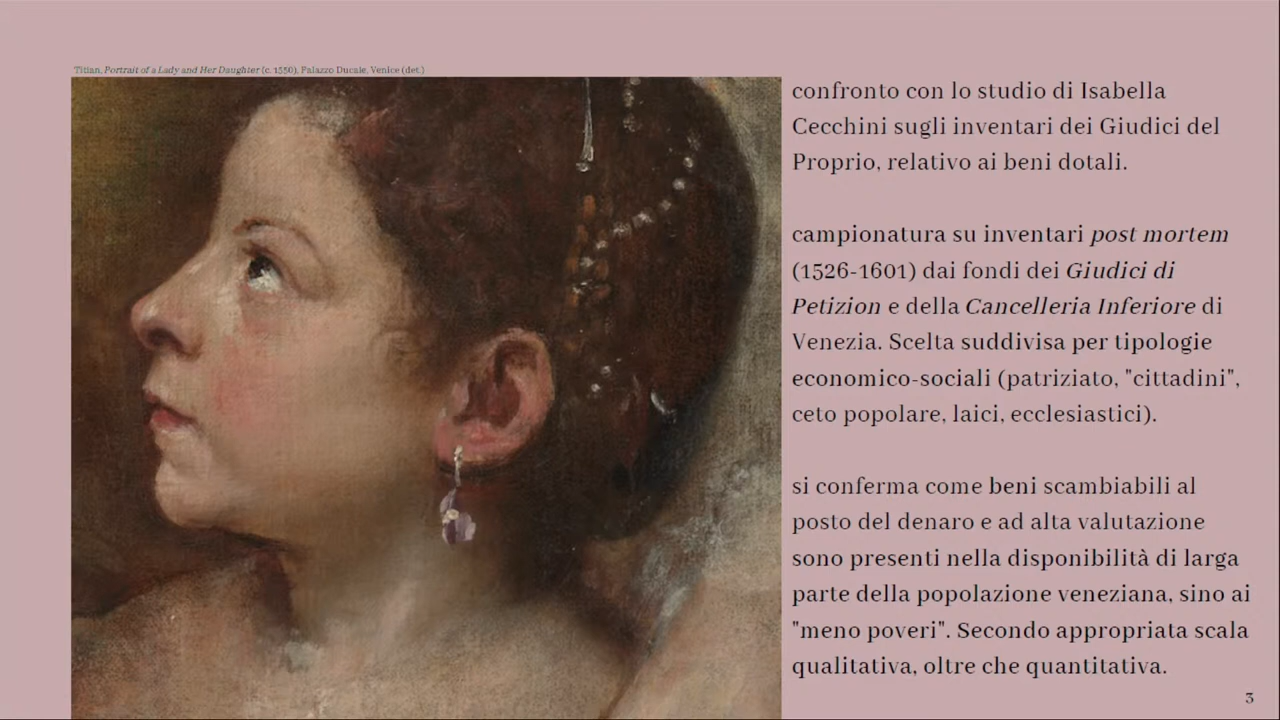 Titian, Portrait of a Lady and Her Daughter (c. 1550), Palazzo Ducale, Venice (det.)
confronto con lo studio di Isabella
Cecchini sugli inventari dei Giudici del
Proprio, relativo ai beni dotali.
campionatura su inventari post mortem
(1526-1601) dai fondi dei Giudici di
Petizion e della Cancelleria Inferiore di
Venezia. Scelta suddivisa per tipologie
economico-sociali (patriziato, "cittadini",
ceto popolare, laici, ecclesiastici).
si conferma come beni scambiabili al
posto del denaro e ad alta valutazione
sono presenti nella disponibilità di larga
parte della popolazione veneziana, sino ai
"meno poveri". Secondo appropriata scala
qualitativa, oltre che quantitativa.
3